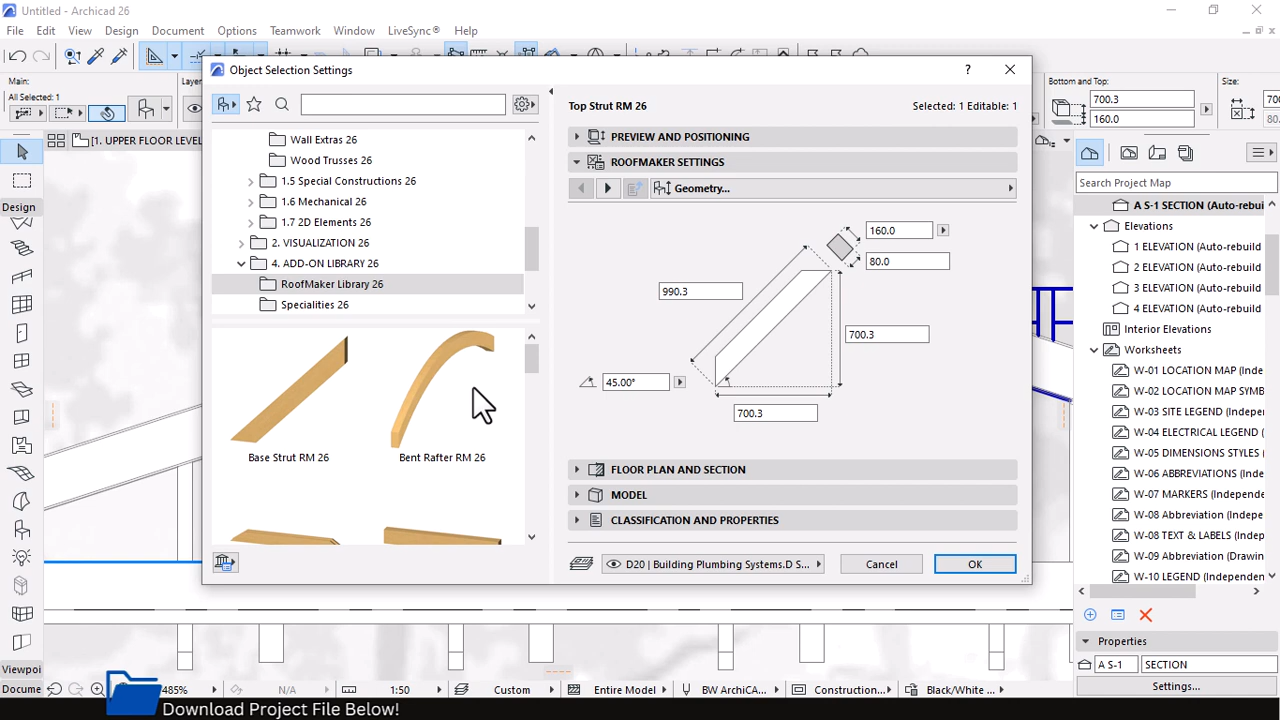 Untitled - Archicad 26
File Edit View Design Document Options Teamwork Window LiveSync® Help
Main:
All Selected: 1
Object Selection Settings
?
Bottom and Top:
700.3
160.0
Size:
[1. UPPER FLOOR LEVEL
Design
Wall Extras 26
Wood Trusses 26
1.5 Special Constructions 26
1.6 Mechanical 26
1.7 2D Elements 26
2. VISUALIZATION 26
4. ADD-ON LIBRARY 26
RoofMaker Library 26
Specialities 26
Base Strut RM 26
Bent Rafter RM 26
Top Strut RM 26
Selected: 1 Editable: 1
PREVIEW AND POSITIONING
ROOFMAKER SETTINGS
Geometry...
160.0
80.0
990.3
700.3
45.00°
700.3
FLOOR PLAN AND SECTION
MODEL
CLASSIFICATION AND PROPERTIES
D20 | Building Plumbing Systems.D S...
Cancel
OK
Search Project Map
A S-1 SECTION (Auto-rebui
Elevations
1 ELEVATION (Auto-rebuild
2 ELEVATION (Auto-rebuild
3 ELEVATION (Auto-rebuild
4 ELEVATION (Auto-rebuild
Interior Elevations
Worksheets
W-01 LOCATION MAP (Inde
W-02 LOCATION MAP SYMB
W-03 SITE LEGEND (Indepen
W-04 ELECTRICAL LEGEND (
W-05 DIMENSIONS STYLES (
W-06 ABBREVIATIONS (Inde
W-07 MARKERS (Independen
W-08 Abbreviation (Indepen
W-08 TEXT & LABELS (Indep
W-09 Abbreviation (Drawin
W-10 LEGEND (Independen
Properties
A S-1
SECTION
Settings...
Viewpoi
Docume
485%
N/A
1:50
Custom
Entire Model
BW ArchiCA...
Construction...
Black/White ...
Download Project File Below!